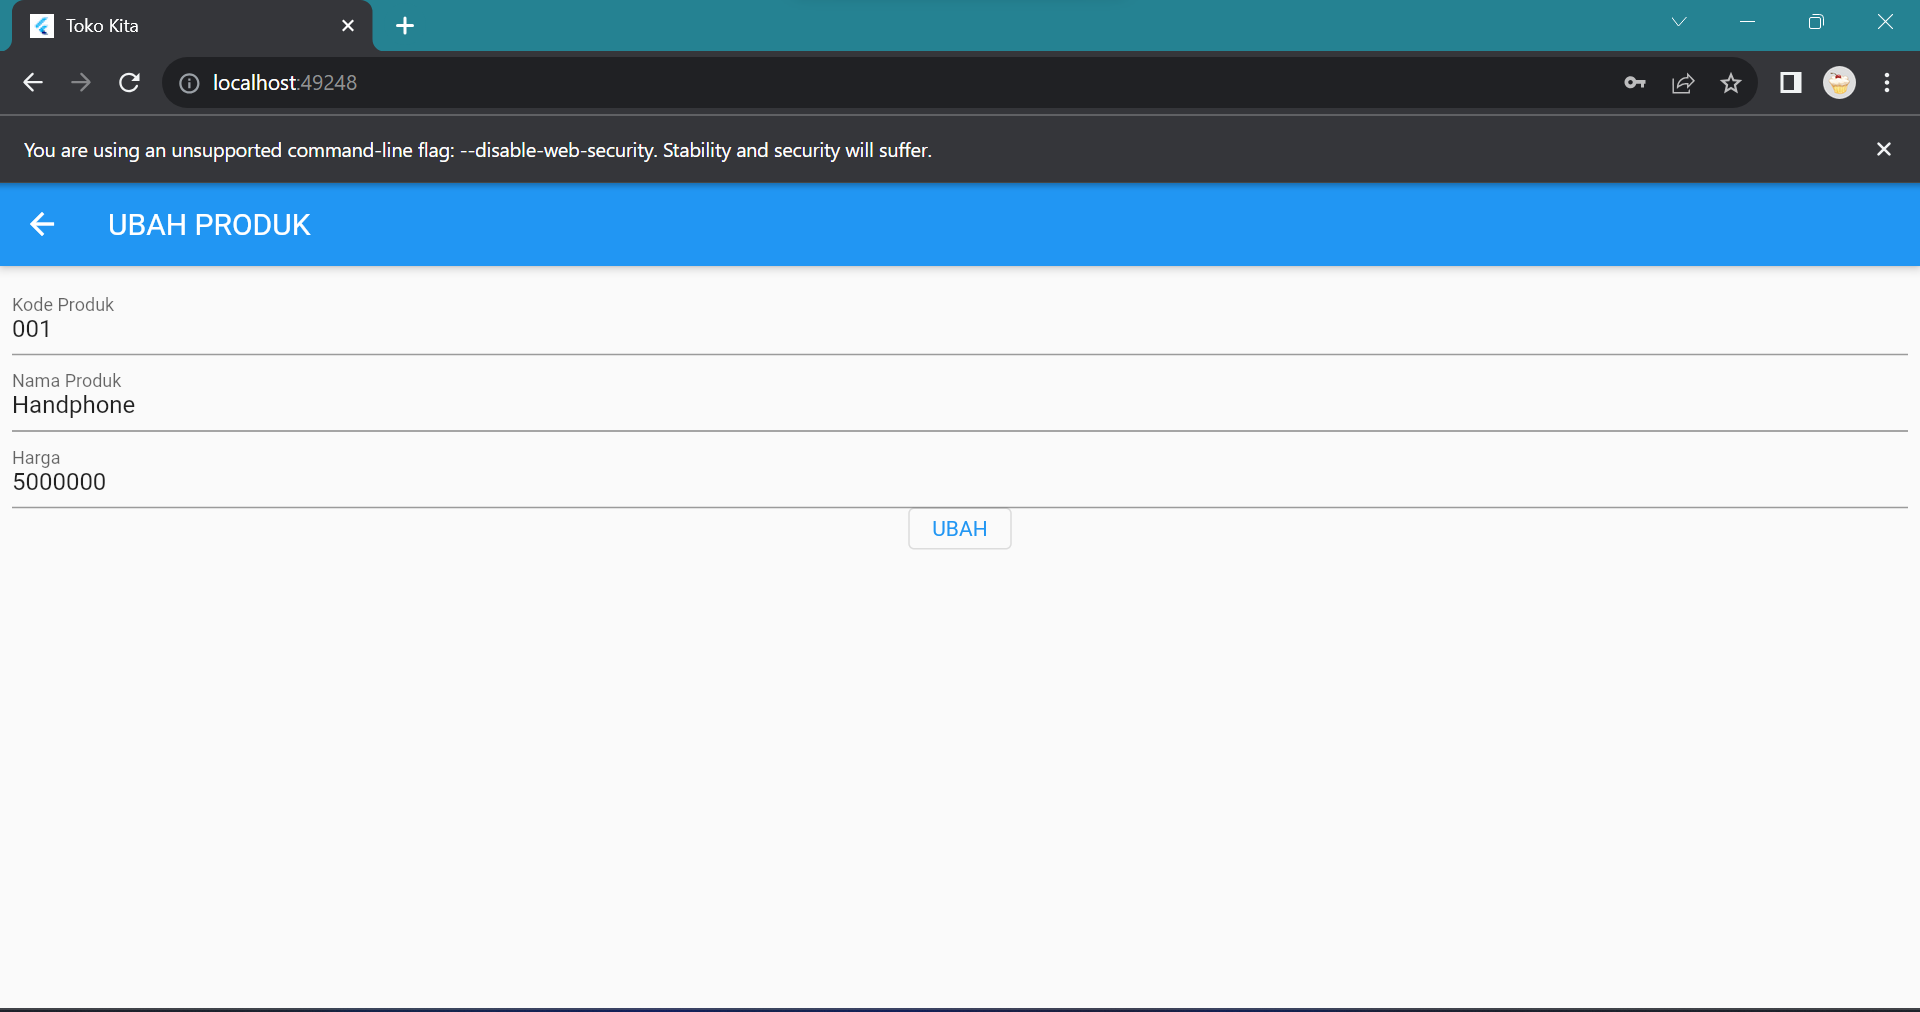 Toko Kita
localhost:49248
You are using an unsupported command-line flag: --disable-web-security. Stability and security will suffer.
UBAH PRODUK
Kode Produk
001
Nama Produk
Handphone
Harga
5000000
UBAH